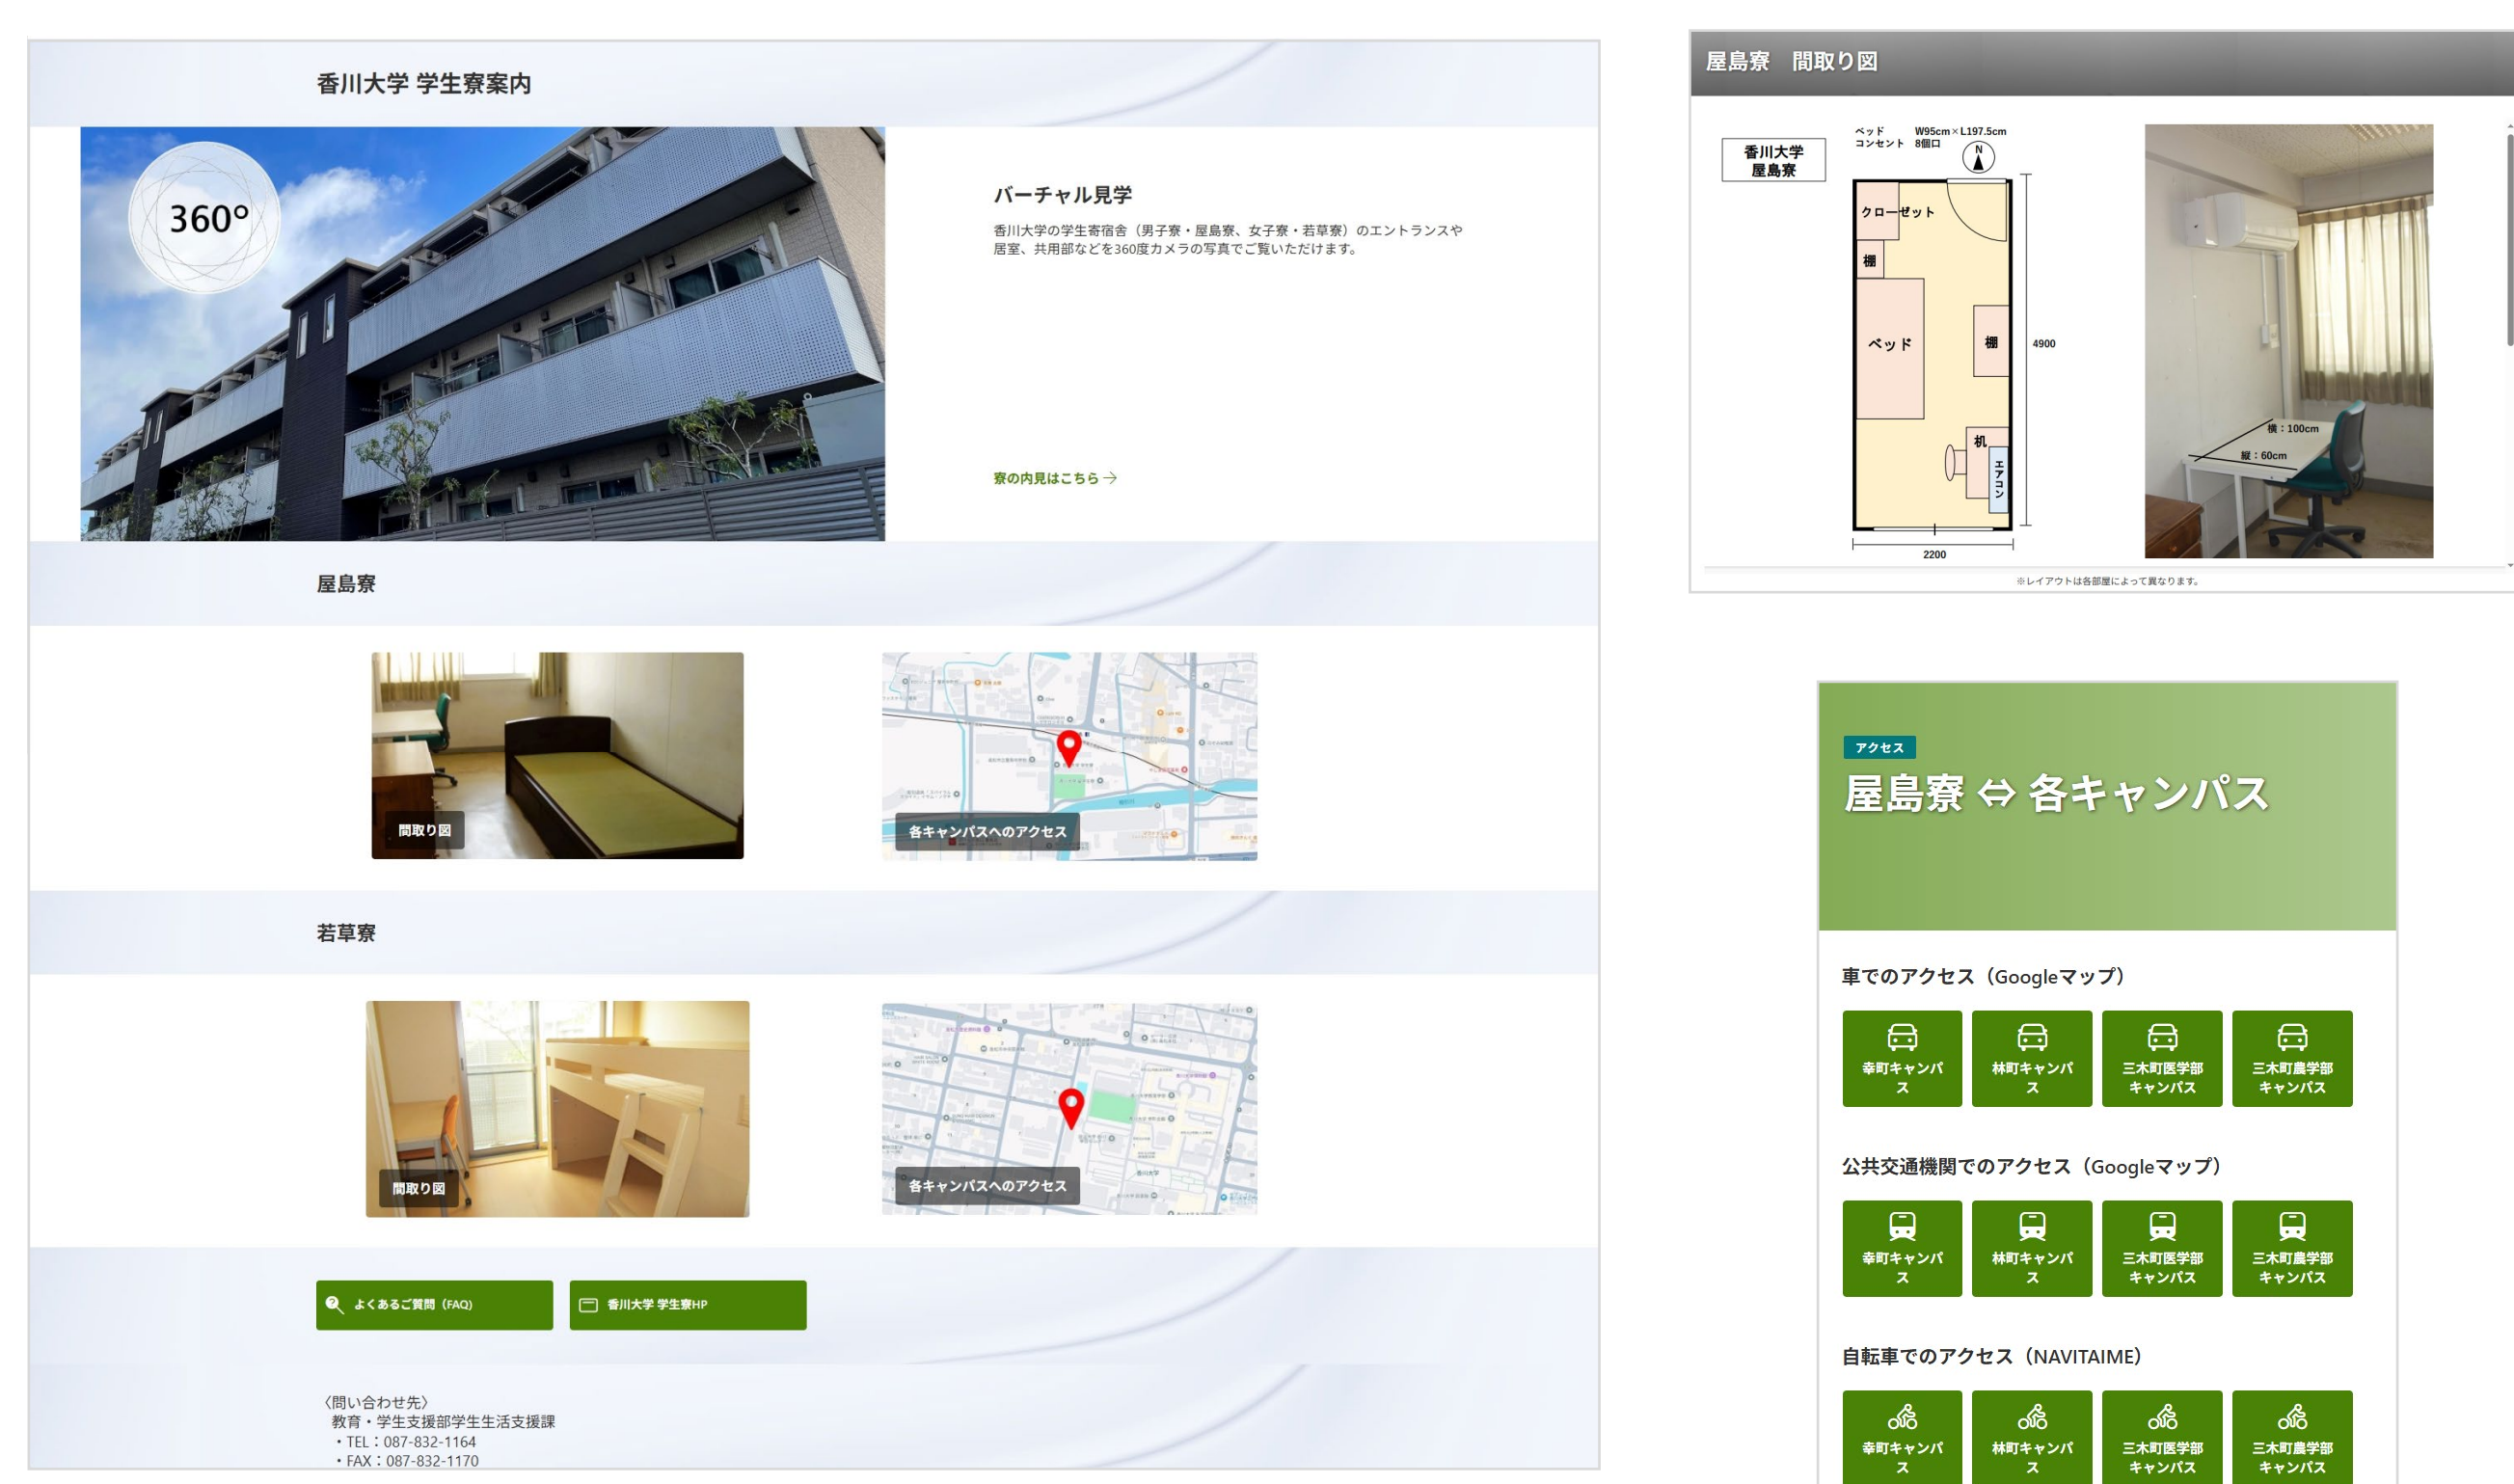 香川大学 学生寮案内
360°
バーチャル見学
香川大学の学生寄宿舎（男子寮・屋島寮、女子寮・若草寮）のエントランスや
居室、共用部などを360度カメラの写真でご覧いただけます。
寮の内見はこちら→
屋島寮
間取り図
各キャンパスへのアクセス
若草寮
間取り図
各キャンパスへのアクセス
よくあるご質問（FAQ）
香川大学 学生寮HP
〈問い合わせ先〉
教育・学生支援部学生生活支援課
・TEL：087-832-1164
・FAX：087-832-1170
屋島寮　間取り図
香川大学
屋島寮
ベッド　W95cm×L197.5cm
コンセント　8個口
N
クローゼット
棚
ベッド
棚
4900
机
エアコン
2200
横：100cm
縦：60cm
※レイアウトは各部屋によって異なります。
アクセス
屋島寮 ⇔ 各キャンパス
車でのアクセス（Googleマップ）
幸町キャンパ
ス
林町キャンパ
ス
三木町医学部
キャンパス
三木町農学部
キャンパス
公共交通機関でのアクセス（Googleマップ）
幸町キャンパ
ス
林町キャンパ
ス
三木町医学部
キャンパス
三木町農学部
キャンパス
自転車でのアクセス（NAVITAIME）
幸町キャンパ
ス
林町キャンパ
ス
三木町医学部
キャンパス
三木町農学部
キャンパス